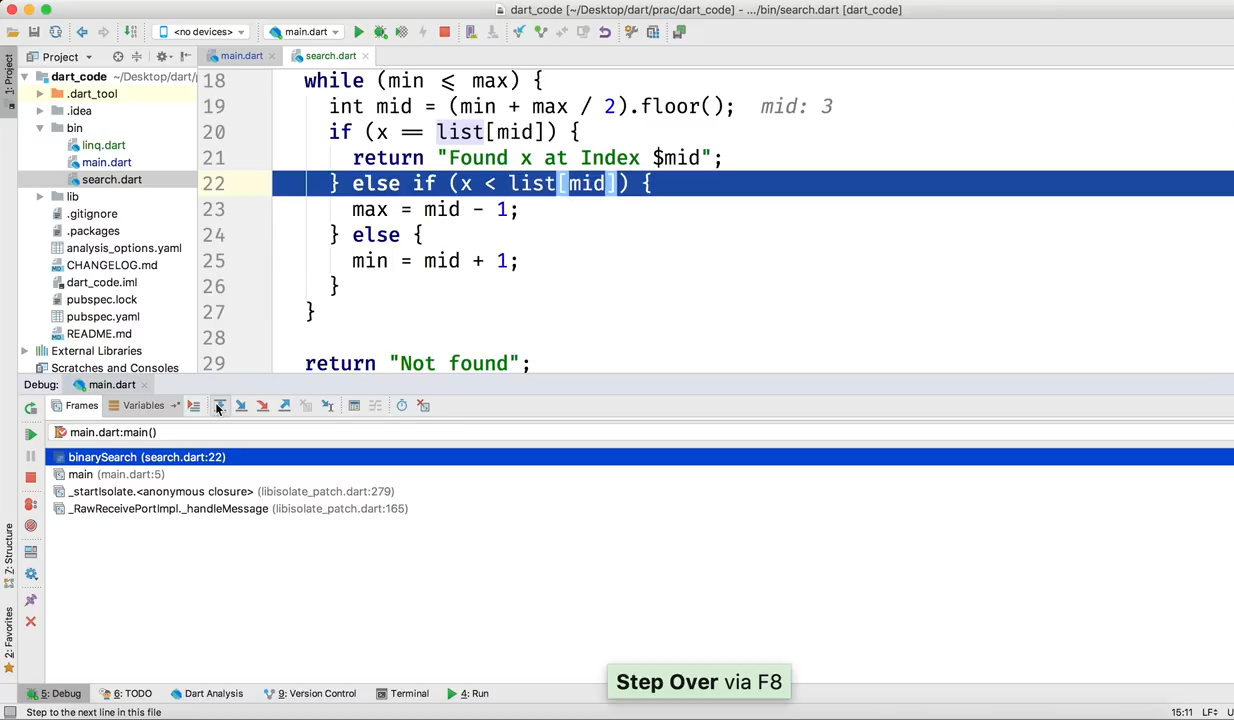 dart_code [~/Desktop/dart/prac/dart_code] - .../bin/search.dart [dart_code]
<no devices> main.dart
1: Project
Project
main.dart search.dart
dart_code ~/Desktop/dart/
.dart_tool
.idea
bin
linq.dart
main.dart
search.dart
lib
.gitignore
.packages
analysis_options.yaml
CHANGELOG.md
dart_code.iml
pubspec.lock
pubspec.yaml
README.md
External Libraries
Scratches and Consoles
18 while (min <= max) {
19 int mid = (min + max / 2).floor(); mid: 3
20 if (x == list[mid]) {
21 return "Found x at Index $mid";
22 } else if (x < list[mid]) {
23 max = mid - 1;
24 } else {
25 min = mid + 1;
26 }
27 }
28
29 return "Not found";
Debug: main.dart
Frames Variables
main.dart:main()
binarySearch (search.dart:22)
main (main.dart:5)
_startIsolate.<anonymous closure> (libisolate_patch.dart:279)
_RawReceivePortImpl._handleMessage (libisolate_patch.dart:165)
Z: Structure
2: Favorites
Step Over via F8
5: Debug 6: TODO Dart Analysis 9: Version Control Terminal 4: Run
Step to the next line in this file 15:11 LF U